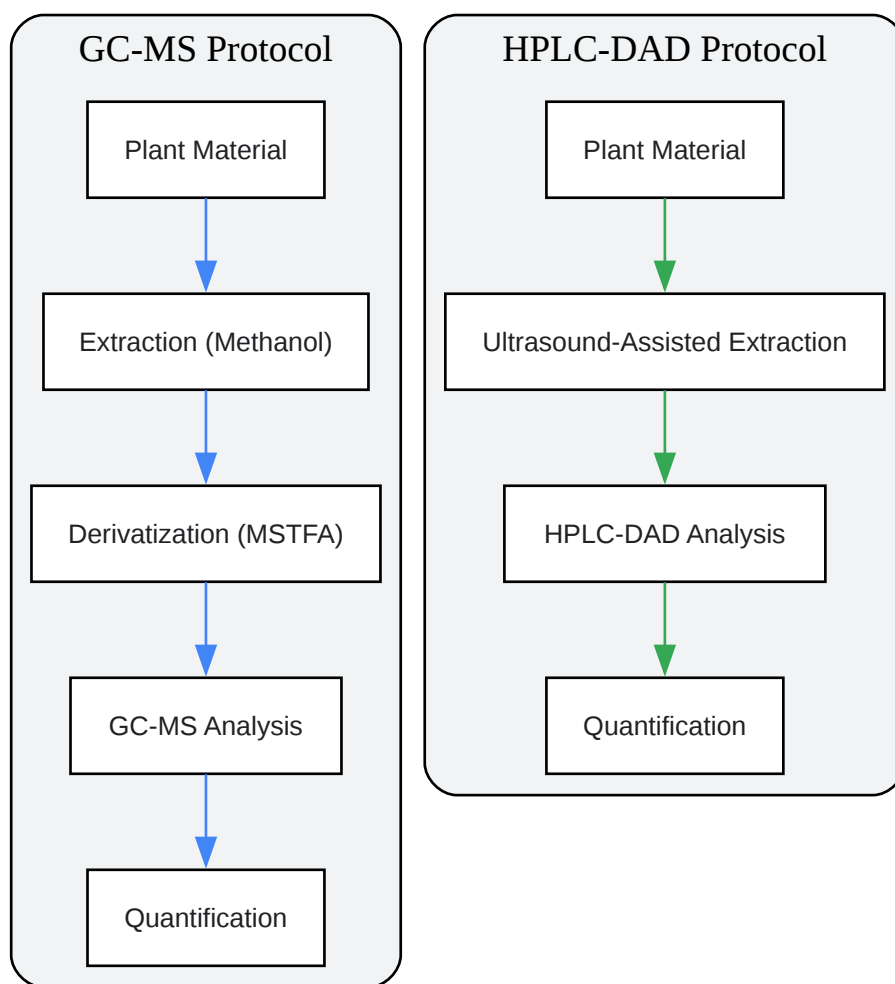 GC-MS Protocol
Plant Material
Extraction (Methanol)
Derivatization (MSTFA)
GC-MS Analysis
Quantification
HPLC-DAD Protocol
Plant Material
Ultrasound-Assisted Extraction
HPLC-DAD Analysis
Quantification